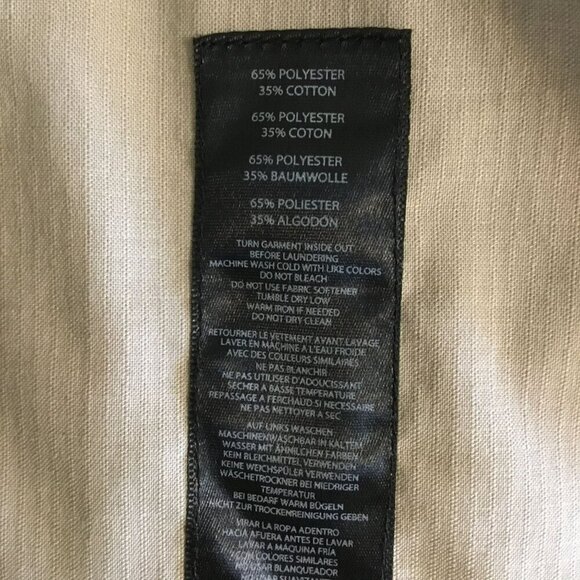 65% POLYESTER
35% COTTON
65% POLYESTER
35% COTON
65% POLYESTER
35% BAUMWOLLE
65% POLIESTER
35% ALGODÓN
TURN GARMENT INSIDE OUT
BEFORE LAUNDERING
MACHINE WASH COLD WITH LIKE COLORS
DO NOT BLEACH
DO NOT USE FABRIC SOFTENER
TUMBLE DRY LOW
WARM IRON IF NEEDED
DO NOT DRY CLEAN
RETOURNER LE VETEMENT AVANT LAVAGE
LAVER EN MACHINE A L'EAU FROIDE
AVEC DES COULEURS SIMILAIRES
NE PAS BLANCHIR
NE PAS UTILISER D'ADOUCISSANT
SÉCHER A BASSE TEMPERATURE
REPASSAGE A FERCHAUD SI NECESSAIRE
NE PAS NETTOYER A SEC
AUF LINKS WASCHEN
MASCHINENWASCHBAR IN KALTEM
WASSER MIT ÄHNLICHEN FARBEN
KEIN BLEICHMITTEL VERWENDEN
KEINE WEICHSPÜLER VERWENDEN
WÄSCHETROCKNER BEI NIEDRIGER
TEMPERATUR
BEI BEDARF WARM BÜGELN
NICHT ZUR TROCKENREINIGUNG GEBEN
VIRAR LA ROPA ADENTRO
HACIA AFUERA ANTES DE LAVAR
LAVAR A MÁQUINA FRÍA
CON COLORES SIMILARES
NO USAR BLANQUEADOR
NO USAR